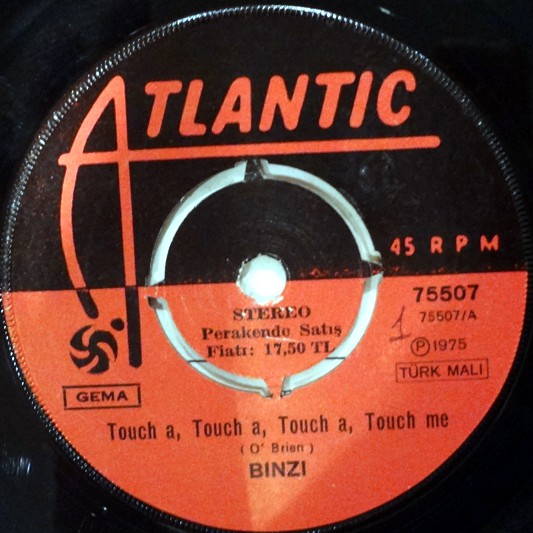 ATLANTIC
45 RPM
75507
75507/A
1
STEREO
Perakende Satış
Fiatı: 17,50 TL
Ⓟ 1975
TÜRK MALI
GEMA
Touch a, Touch a, Touch a, Touch me
( O' Brien )
BINZI